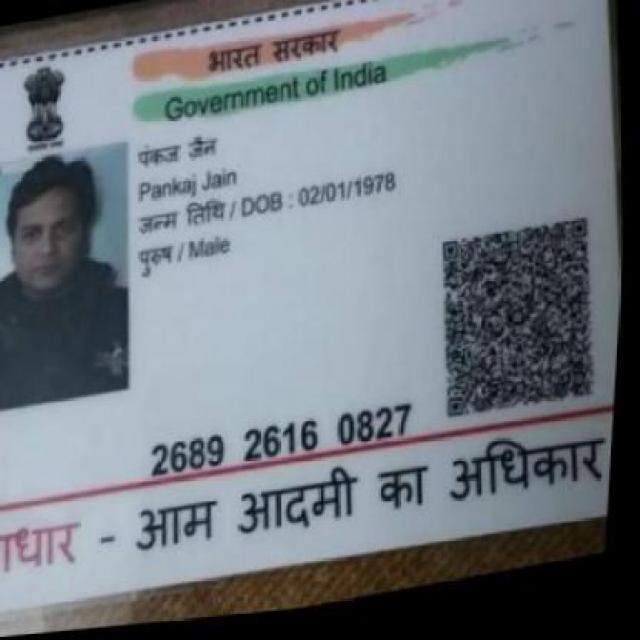 भारत सरकार
Government of India
पंकज जैन
Pankaj Jain
जन्म तिथि / DOB : 02/01/1978
पुरुष / Male
2689 2616 0827
ाधार - आम आदमी का अधिकार